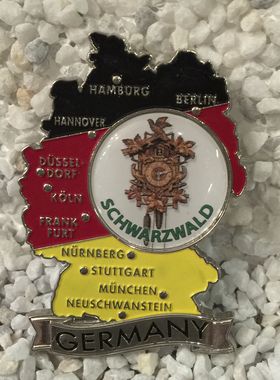 HAMBURG
BERLIN
HANNOVER
DÜSSEL-
DORF
KÖLN
FRANK
FURT
SCHWARZWALD
NÜRNBERG
STUTTGART
MÜNCHEN
NEUSCHWANSTEIN
GERMANY